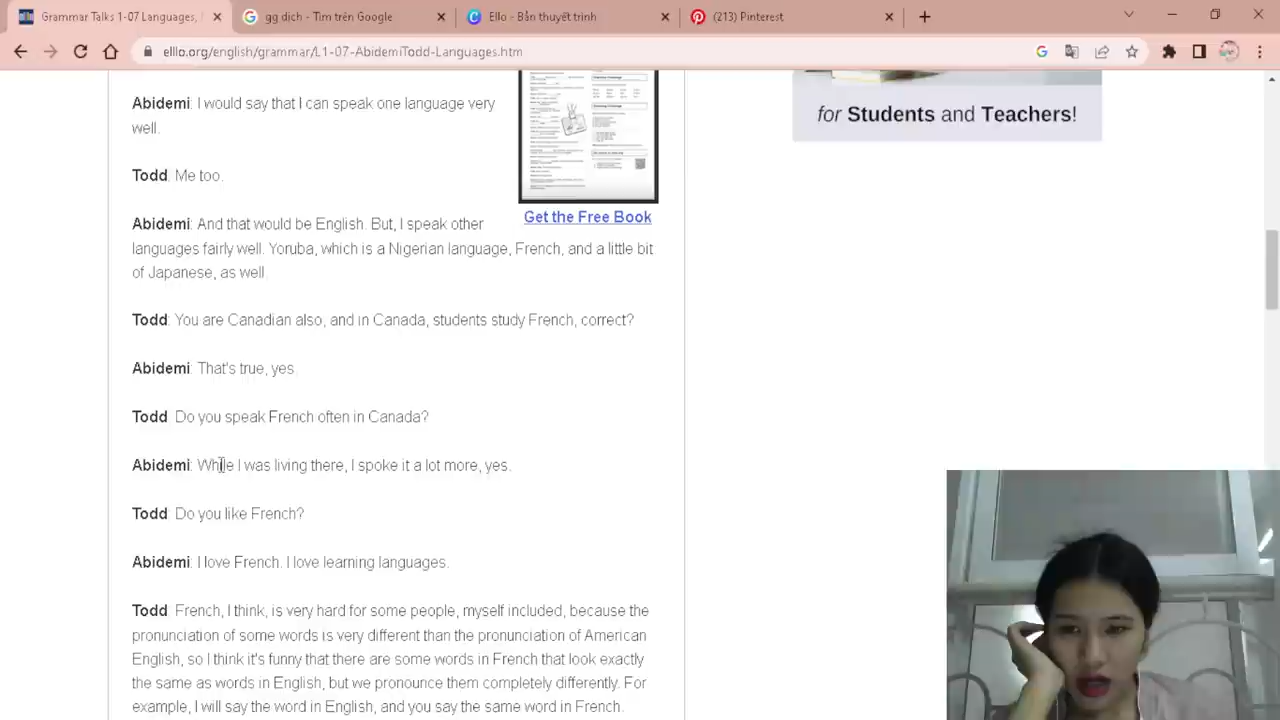 Grammar Talks 1-07 Languages,
gg dịch - Tìm trên Google
Ello - Bản thuyết trình
(213) Pinterest
elllo.org/english/grammar/L1-07-AbidemiTodd-Languages.htm
for Students and Teachers!
Abidemi: I would say that I can speak one language very
well.
Todd: Me too.
Get the Free Book
Abidemi: And that would be English. But, I speak other
languages fairly well. Yoruba, which is a Nigerian language, French, and a little bit
of Japanese, as well.
Todd: You are Canadian also, and in Canada, students study French, correct?
Abidemi: That's true, yes.
Todd: Do you speak French often in Canada?
Abidemi: While I was living there, I spoke it a lot more, yes.
Todd: Do you like French?
Abidemi: I love French. I love learning languages.
Todd: French, I think, is very hard for some people, myself included, because the
pronunciation of some words is very different than the pronunciation of American
English, so I think it's funny that there are some words in French that look exactly
the same as words in English, but we pronounce them completely differently. For
example, I will say the word in English, and you say the same word in French.